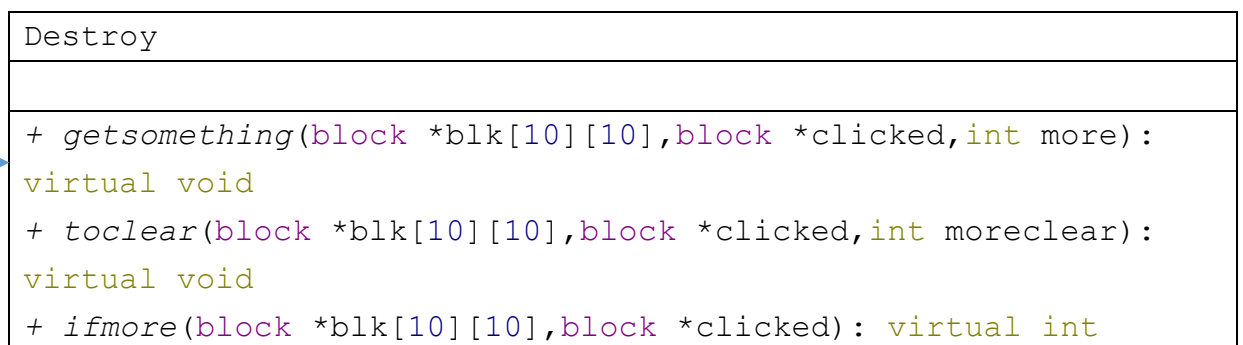 Destroy
+ getsomething(block *blk[10][10],block *clicked,int more):
virtual void
+ toclear(block *blk[10][10],block *clicked,int moreclear):
virtual void
+ ifmore(block *blk[10][10],block *clicked): virtual int